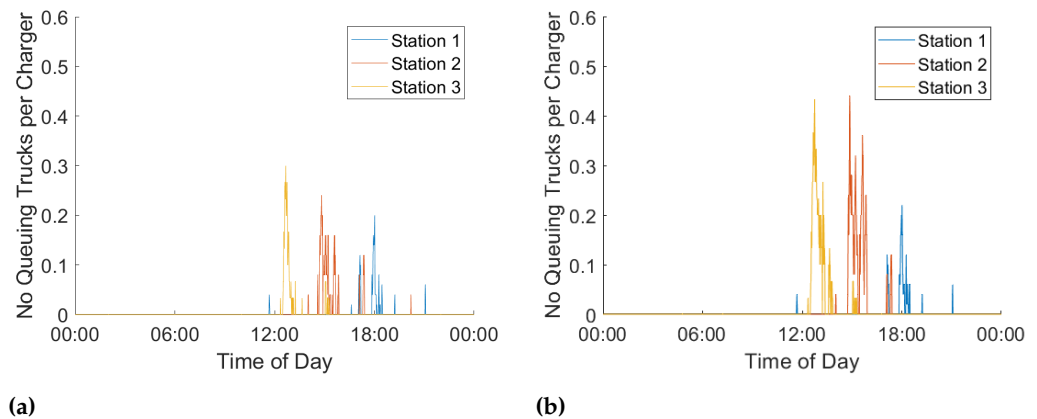 No Queuing Trucks per Charger
0.6
0.5
0.4
0.3
0.2
0.1
0
00:00 06:00 12:00 18:00 00:00
Time of Day
Station 1
Station 2
Station 3
(a)
No Queuing Trucks per Charger
0.6
0.5
0.4
0.3
0.2
0.1
0
00:00 06:00 12:00 18:00 00:00
Time of Day
Station 1
Station 2
Station 3
(b)